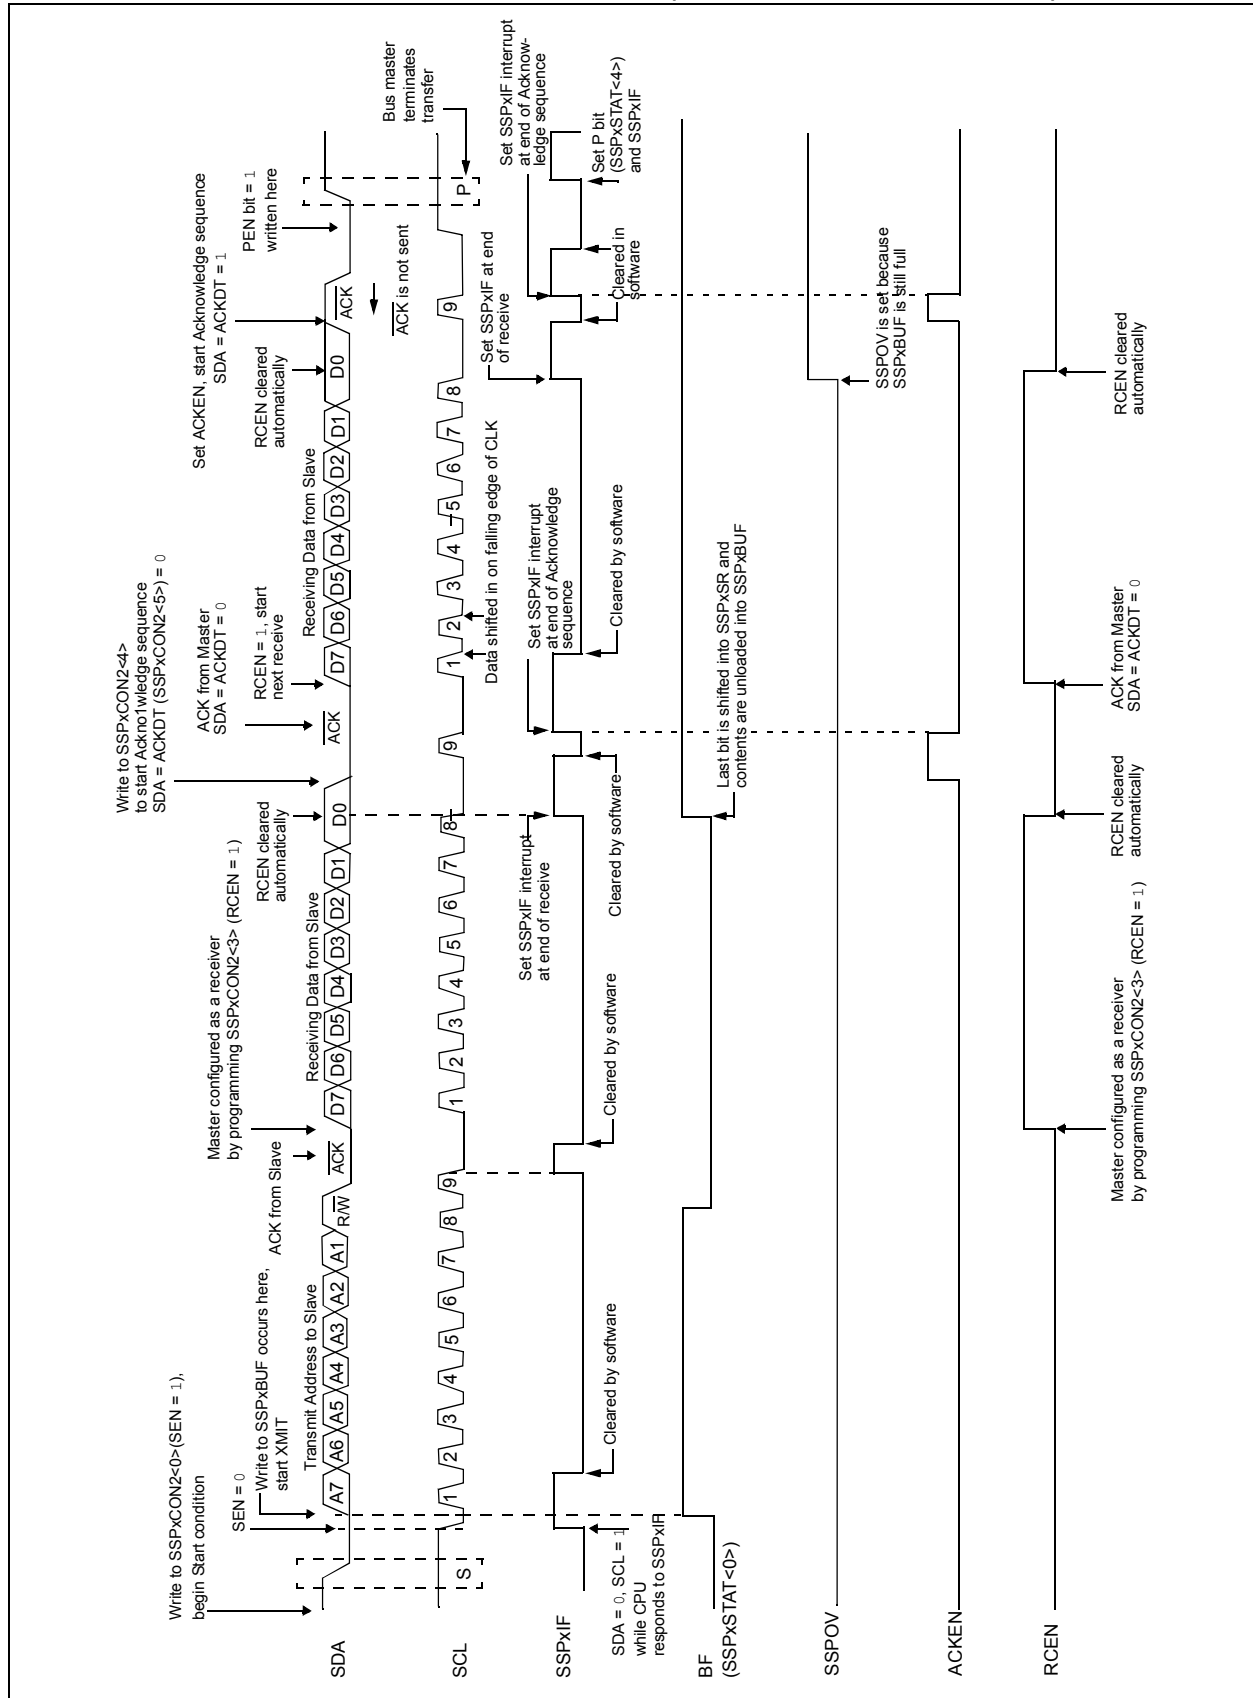 Write to SSPxCON2<0>(SEN = 1),
begin Start condition
SEN = 0
Write to SSPxBUF occurs here,
start XMIT
ACK from Slave
Master configured as a receiver
by programming SSPxCON2<3> (RCEN = 1)
RCEN cleared
automatically
Write to SSPxCON2<4>
to start Ackno1wledge sequence
SDA = ACKDT (SSPxCON2<5>) = 0
ACK from Master
SDA = ACKDT = 0
RCEN = 1, start
next receive
RCEN cleared
automatically
Set ACKEN, start Acknowledge sequence
SDA = ACKDT = 1
PEN bit = 1
written here
Transmit Address to Slave
Receiving Data from Slave
Receiving Data from Slave
SDA
A7 A6 A5 A4 A3 A2 A1 R/W ACK D7 D6 D5 D4 D3 D2 D1 D0 ACK D7 D6 D5 D4 D3 D2 D1 D0 ACK
ACK is not sent
Bus master
terminates
transfer
SCL
S 1 2 3 4 5 6 7 8 9 1 2 3 4 5 6 7 8 9 1 2 3 4 5 6 7 8 9 P
Data shifted in on falling edge of CLK
Set SSPxIF interrupt
at end of receive
Set SSPxIF interrupt
at end of Acknowledge
sequence
Set SSPxIF at end
of receive
Set SSPxIF interrupt
at end of Acknow-
ledge sequence
SSPxIF
SDA = 0, SCL = 1
while CPU
responds to SSPxIF
Cleared by software
Cleared by software
Cleared by software
Cleared by software
Cleared in
software
Set P bit
(SSPxSTAT<4>)
and SSPxIF
BF
(SSPxSTAT<0>)
Last bit is shifted into SSPxSR and
contents are unloaded into SSPxBUF
SSPOV
SSPOV is set because
SSPxBUF is still full
ACKEN
RCEN
Master configured as a receiver
by programming SSPxCON2<3> (RCEN = 1)
RCEN cleared
automatically
ACK from Master
SDA = ACKDT = 0
RCEN cleared
automatically